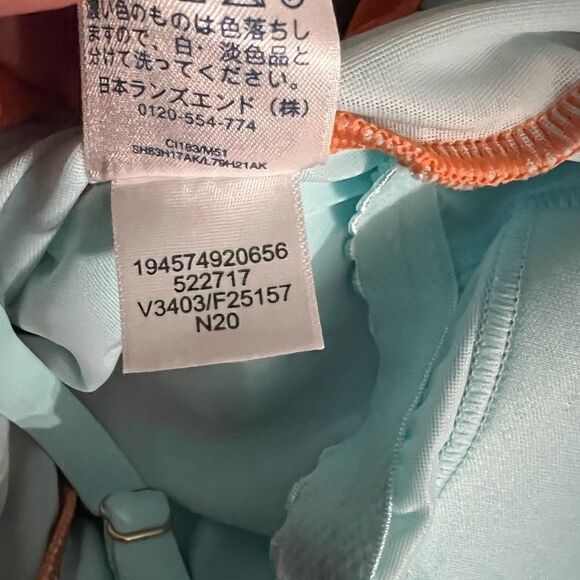 濃い色のものは色落ちし
ますので、白、淡色品と
分けて洗ってください。
日本ランズエンド(株)
0120-554-774
CI183/M51
SH83H17AK/L79H21AK
194574920656
522717
V3403/F25157
N20